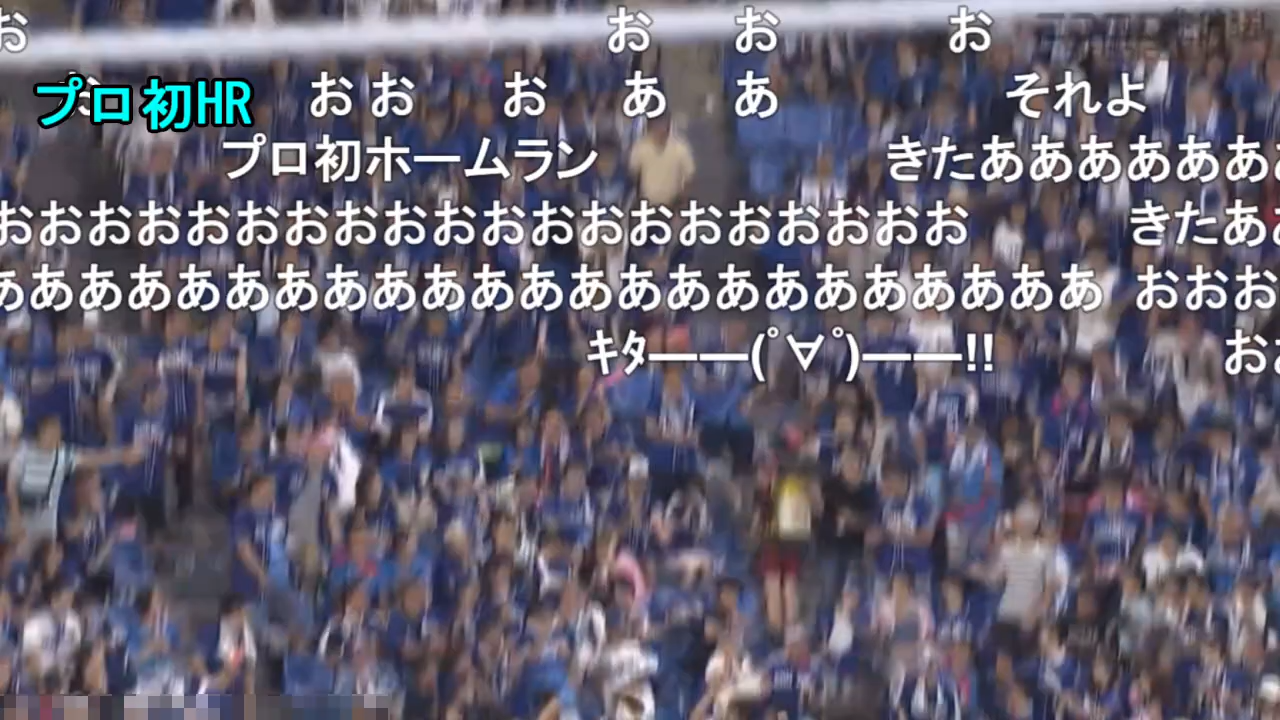 お お お お
プロ初HR お お お お あ あ それよ
プロ初ホームラン きたああああああ
おおおおおおおおおおおおおおおおおおおお きたあ
あああああああああああああああああああああああ おおお
ｷﾀ――(ﾟ∀ﾟ)――!! お